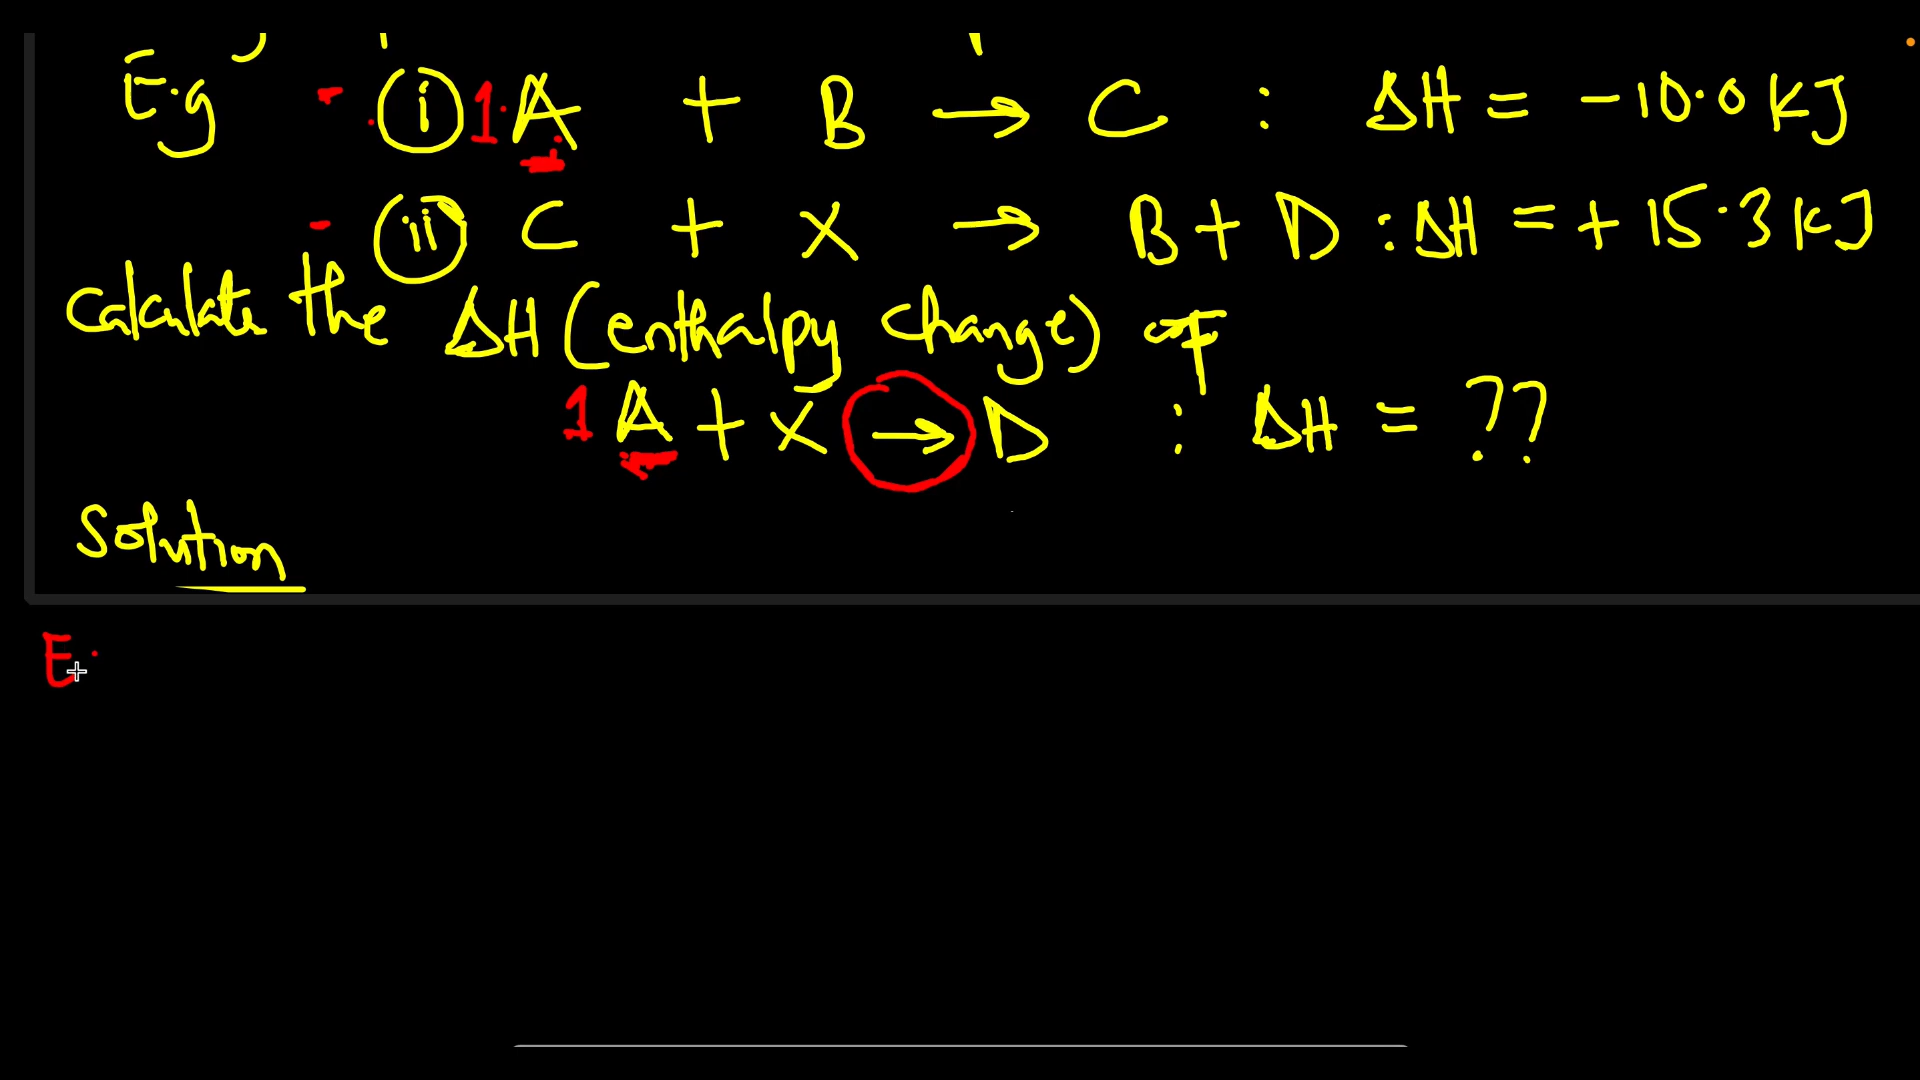 E.g - (i) 1 A + B → C : ΔH = -10.0 KJ
- (ii) C + X → B + D : ΔH = + 15.3 KJ
Calculate the ΔH (enthalpy change) of
1 A + X → D : ΔH = ??
Solution
E.